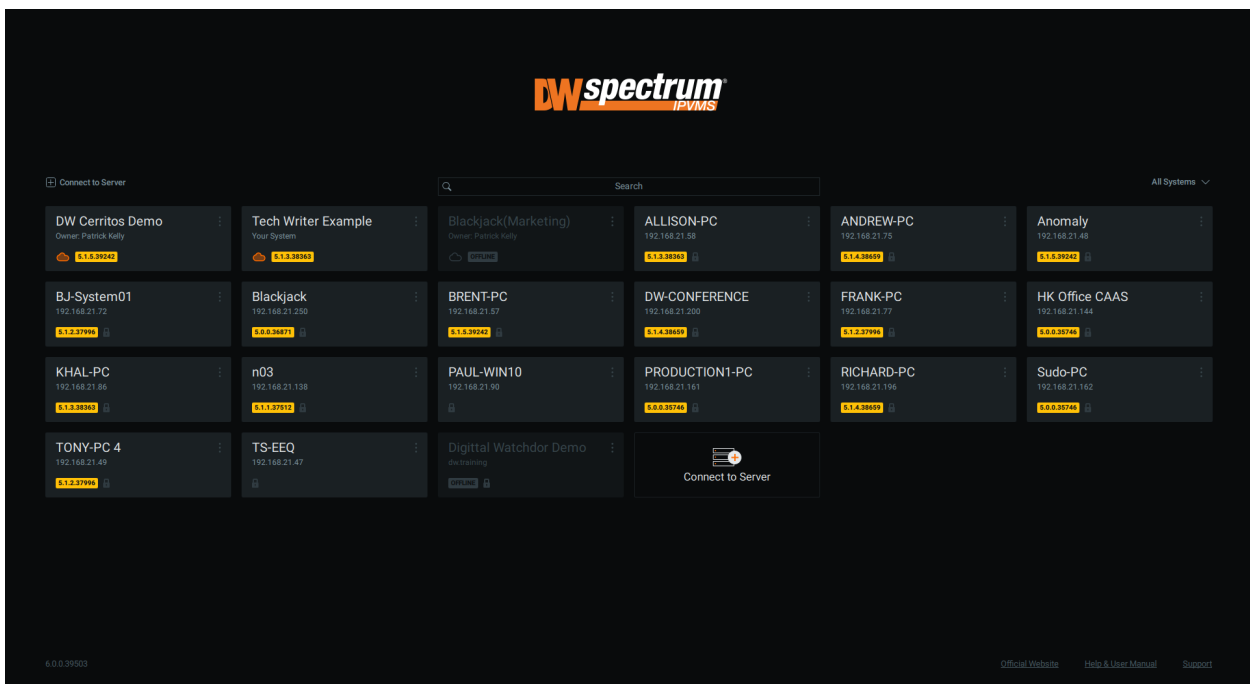 DW spectrum®
IPVMS
Connect to Server
Search
All Systems
DW Cerritos Demo
Owner: Patrick Kelly
5.1.5.39242
Tech Writer Example
Your System
5.1.3.38363
Blackjack(Marketing)
Owner: Patrick Kelly
OFFLINE
ALLISON-PC
192.168.21.58
5.1.3.38363
ANDREW-PC
192.168.21.75
5.1.4.38659
Anomaly
192.168.21.48
5.1.5.39242
BJ-System01
192.168.21.72
5.1.2.37996
Blackjack
192.168.21.250
5.0.0.36871
BRENT-PC
192.168.21.57
5.1.5.39242
DW-CONFERENCE
192.168.21.200
5.1.4.38659
FRANK-PC
192.168.21.77
5.1.2.37996
HK Office CAAS
192.168.21.144
5.0.0.35746
KHAL-PC
192.168.21.86
5.1.3.38363
n03
192.168.21.138
5.1.1.37512
PAUL-WIN10
192.168.21.90
PRODUCTION1-PC
192.168.21.161
5.0.0.35746
RICHARD-PC
192.168.21.196
5.1.4.38659
Sudo-PC
192.168.21.162
5.0.0.35746
TONY-PC 4
192.168.21.49
5.1.2.37996
TS-EEQ
192.168.21.47
Digittal Watchdor Demo
dw.training
OFFLINE
Connect to Server
6.0.0.39503
Official Website
Help & User Manual
Support